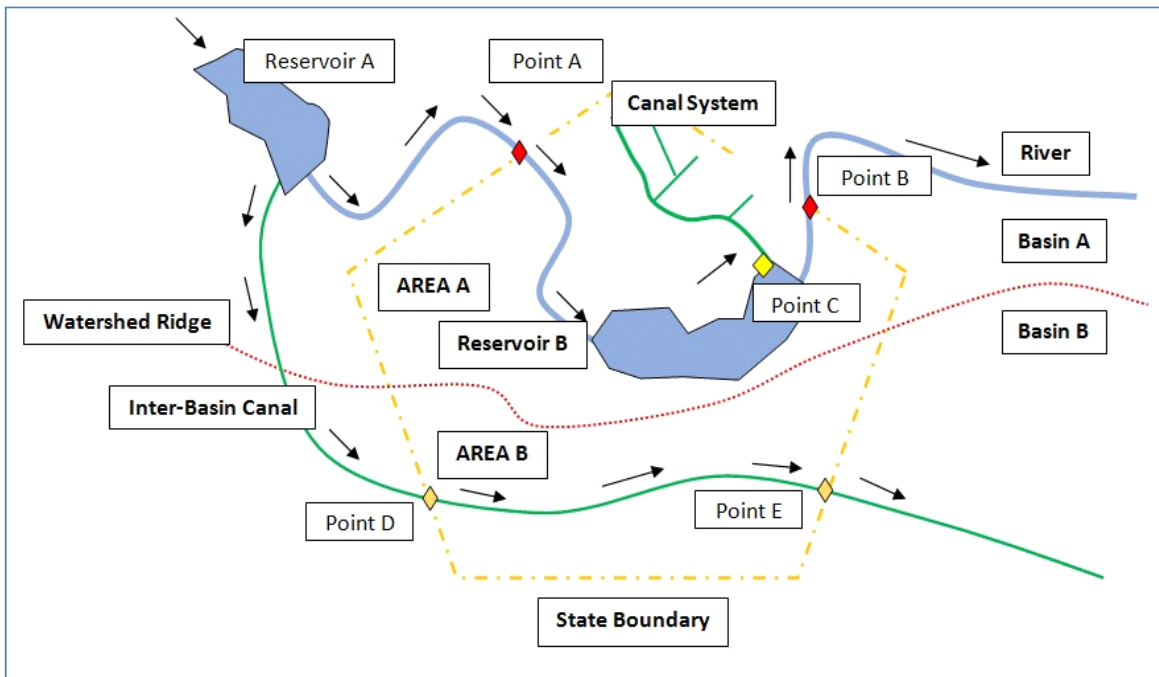 Reservoir A
Point A
Canal System
River
Point B
Basin A
AREA A
Point C
Watershed Ridge
Reservoir B
Basin B
Inter-Basin Canal
AREA B
Point D
Point E
State Boundary